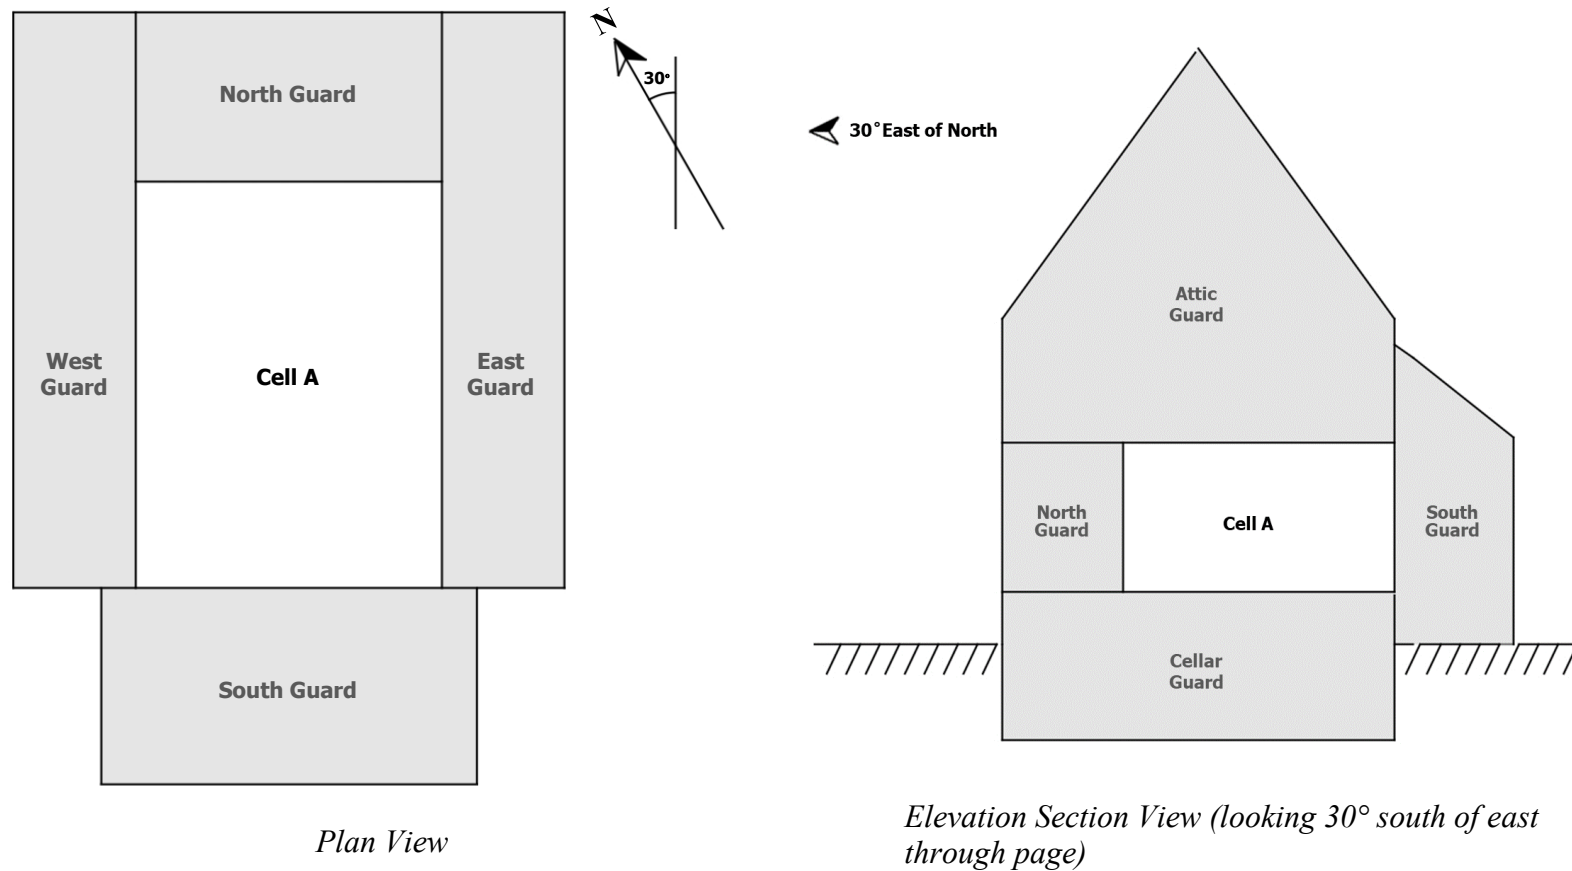 North Guard
West
Guard
Cell A
East
Guard
South Guard
Plan View
N
30°
30°East of North
Attic
Guard
North
Guard
Cell A
South
Guard
Cellar
Guard
Elevation Section View (looking 30° south of east
through page)